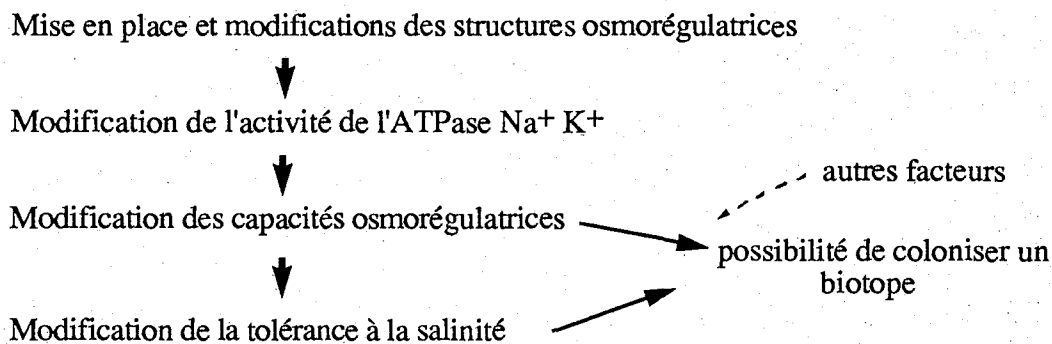 Mise en place et modifications des structures osmorégulatrices
Modification de l'activité de l'ATPase Na+ K+
autres facteurs
Modification des capacités osmorégulatrices
possibilité de coloniser un
biotope
Modification de la tolérance à la salinité